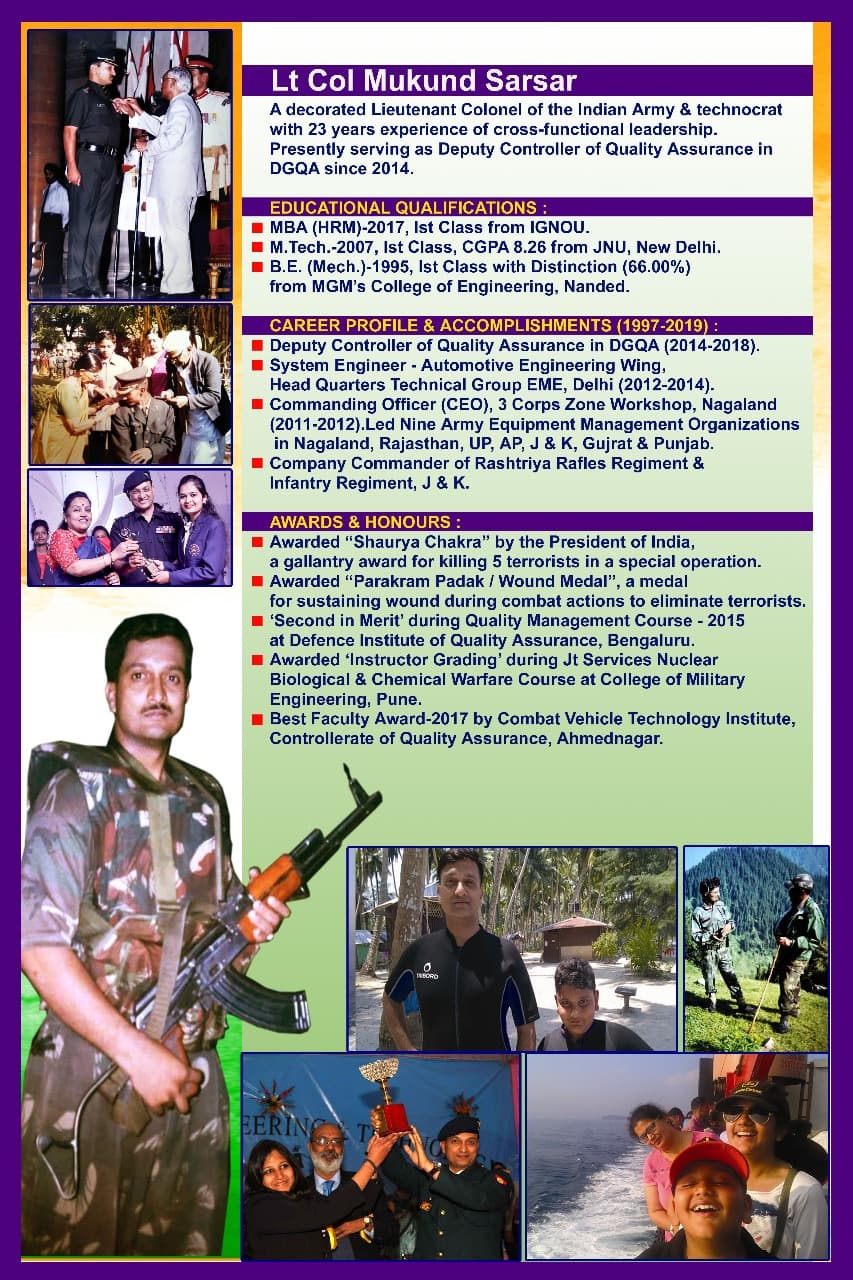 Lt Col Mukund Sarsar
A decorated Lieutenant Colonel of the Indian Army & technocrat
with 23 years experience of cross-functional leadership.
Presently serving as Deputy Controller of Quality Assurance in
DGQA since 2014.
EDUCATIONAL QUALIFICATIONS :
MBA (HRM)-2017, Ist Class from IGNOU.
M.Tech.-2007, Ist Class, CGPA 8.26 from JNU, New Delhi.
B.E. (Mech.)-1995, Ist Class with Distinction (66.00%)
from MGM's College of Engineering, Nanded.
CAREER PROFILE & ACCOMPLISHMENTS (1997-2019) :
Deputy Controller of Quality Assurance in DGQA (2014-2018).
System Engineer - Automotive Engineering Wing,
Head Quarters Technical Group EME, Delhi (2012-2014).
Commanding Officer (CEO), 3 Corps Zone Workshop, Nagaland
(2011-2012).Led Nine Army Equipment Management Organizations
in Nagaland, Rajasthan, UP, AP, J & K, Gujrat & Punjab.
Company Commander of Rashtriya Rafles Regiment &
Infantry Regiment, J & K.
AWARDS & HONOURS :
Awarded “Shaurya Chakra” by the President of India,
a gallantry award for killing 5 terrorists in a special operation.
Awarded “Parakram Padak / Wound Medal”, a medal
for sustaining wound during combat actions to eliminate terrorists.
‘Second in Merit’ during Quality Management Course - 2015
at Defence Institute of Quality Assurance, Bengaluru.
Awarded ‘Instructor Grading’ during Jt Services Nuclear
Biological & Chemical Warfare Course at College of Military
Engineering, Pune.
Best Faculty Award-2017 by Combat Vehicle Technology Institute,
Controllerate of Quality Assurance, Ahmednagar.
TRIBORD
EERING & T